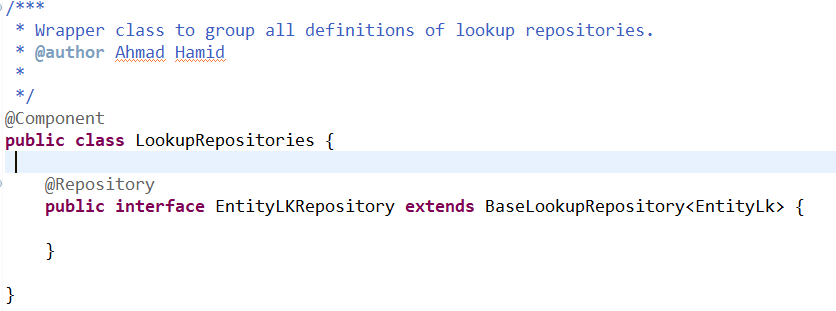 /***
 * Wrapper class to group all definitions of lookup repositories.
 * @author Ahmad Hamid
 *
 */
@Component
public class LookupRepositories {
    @Repository
    public interface EntityLKRepository extends BaseLookupRepository<EntityLk> {
    }
}